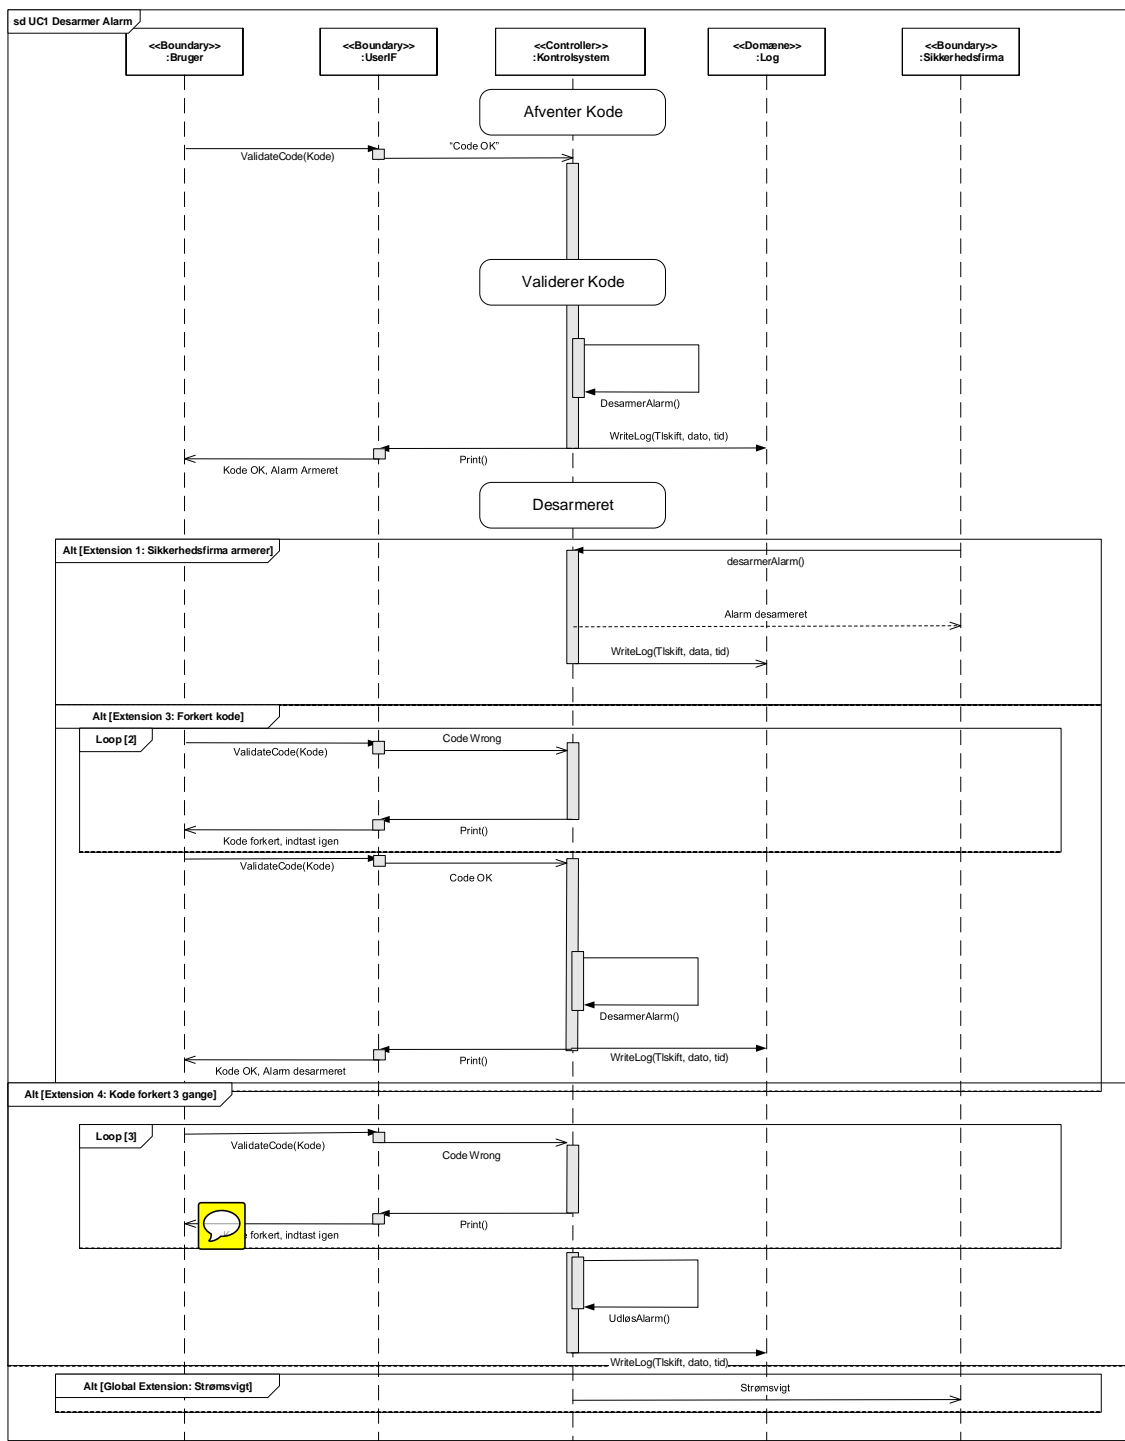 sd UC1 Desarmer Alarm
<<Boundary>>
:Bruger
<<Boundary>>
:UserIF
<<Controller>>
:Kontrolsystem
<<Domæne>>
:Log
<<Boundary>>
:Sikkerhedsfirma
Afventer Kode
ValidateCode(Kode)
"Code OK"
Validerer Kode
DesarmerAlarm()
WriteLog(TIskift, dato, tid)
Print()
Kode OK, Alarm Armeret
Desarmeret
Alt [Extension 1: Sikkerhedsfirma armerer]
desarmerAlarm()
Alarm desarmeret
WriteLog(TIskift, data, tid)
Alt [Extension 3: Forkert kode]
Loop [2]
ValidateCode(Kode)
Code Wrong
Print()
Kode forkert, indtast igen
ValidateCode(Kode)
Code OK
DesarmerAlarm()
Print()
WriteLog(TIskift, dato, tid)
Kode OK, Alarm desarmeret
Alt [Extension 4: Kode forkert 3 gange]
Loop [3]
ValidateCode(Kode)
Code Wrong
Print()
forkert, indtast igen
UdløsAlarm()
WriteLog(TIskift, dato, tid)
Alt [Global Extension: Strømsvigt]
Strømsvigt